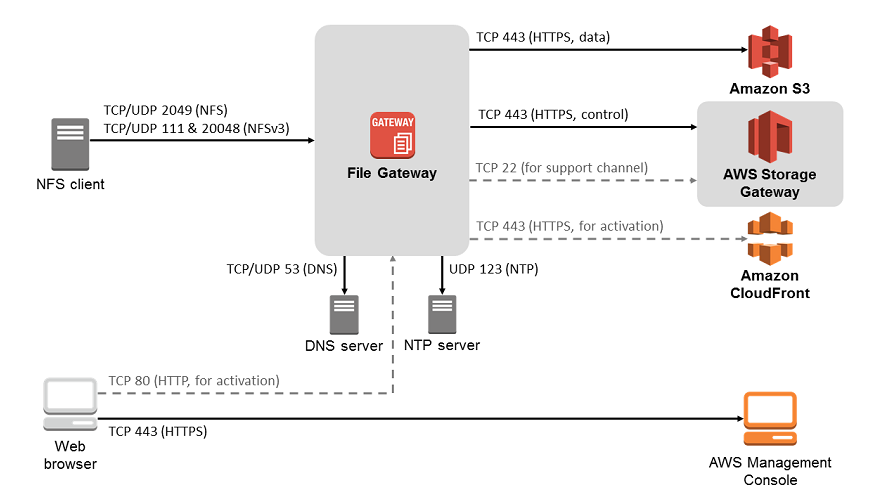 TCP 443 (HTTPS, data)
Amazon S3
TCP/UDP 2049 (NFS)
TCP/UDP 111 & 20048 (NFSv3)
NFS client
GATEWAY
File Gateway
TCP 443 (HTTPS, control)
TCP 22 (for support channel)
AWS Storage
Gateway
TCP 443 (HTTPS, for activation)
Amazon
CloudFront
TCP/UDP 53 (DNS)
UDP 123 (NTP)
DNS server
NTP server
TCP 80 (HTTP, for activation)
TCP 443 (HTTPS)
Web
browser
AWS Management
Console